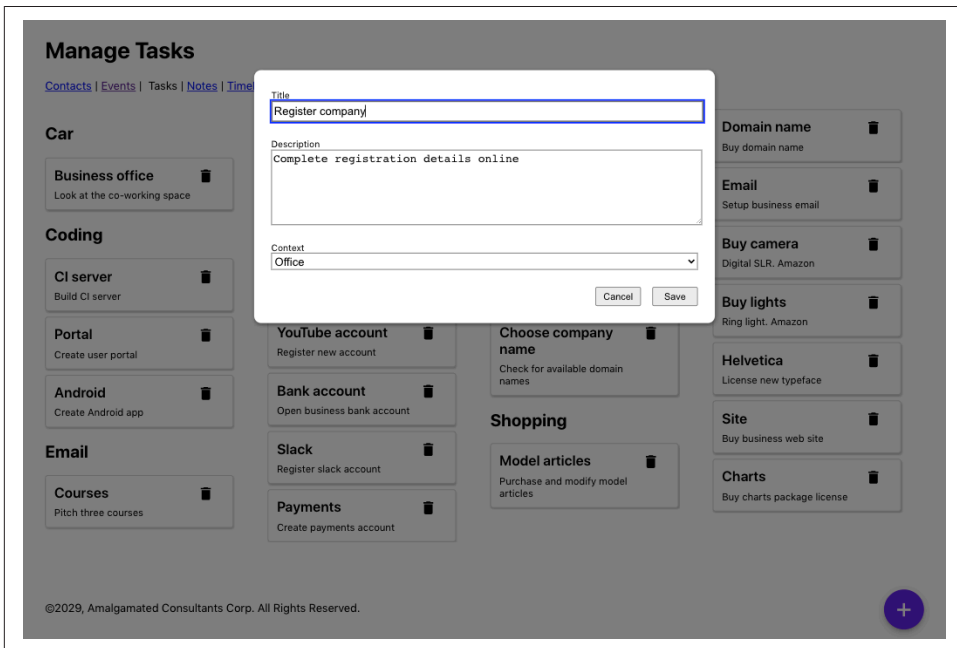 Manage Tasks
Contacts | Events | Tasks | Notes | Time
Title
Register company
Description
Complete registration details online
Context
Office
Cancel
Save
Car
Business office
Look at the co-working space
Coding
CI server
Build CI server
Portal
Create user portal
Android
Create Android app
Email
Courses
Pitch three courses
YouTube account
Register new account
Bank account
Open business bank account
Slack
Register slack account
Payments
Create payments account
Choose company
name
Check for available domain
names
Shopping
Model articles
Purchase and modify model
articles
Domain name
Buy domain name
Email
Setup business email
Buy camera
Digital SLR. Amazon
Buy lights
Ring light. Amazon
Helvetica
License new typeface
Site
Buy business web site
Charts
Buy charts package license
©2029, Amalgamated Consultants Corp. All Rights Reserved.
+